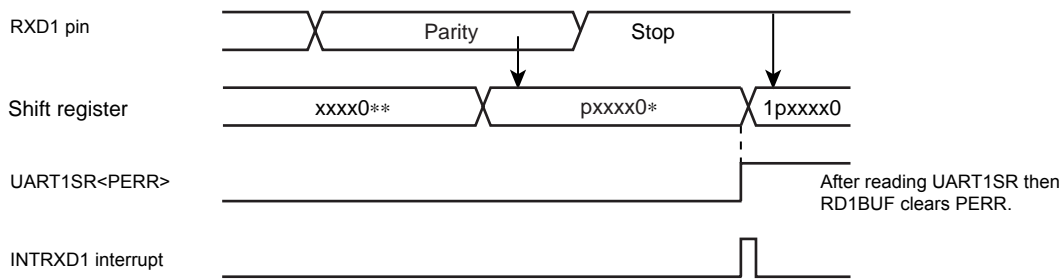 RXD1 pin
Parity
Stop
Shift register
xxxx0**
pxxxx0*
1pxxxx0
UART1SR<PERR>
After reading UART1SR then
RD1BUF clears PERR.
INTRXD1 interrupt